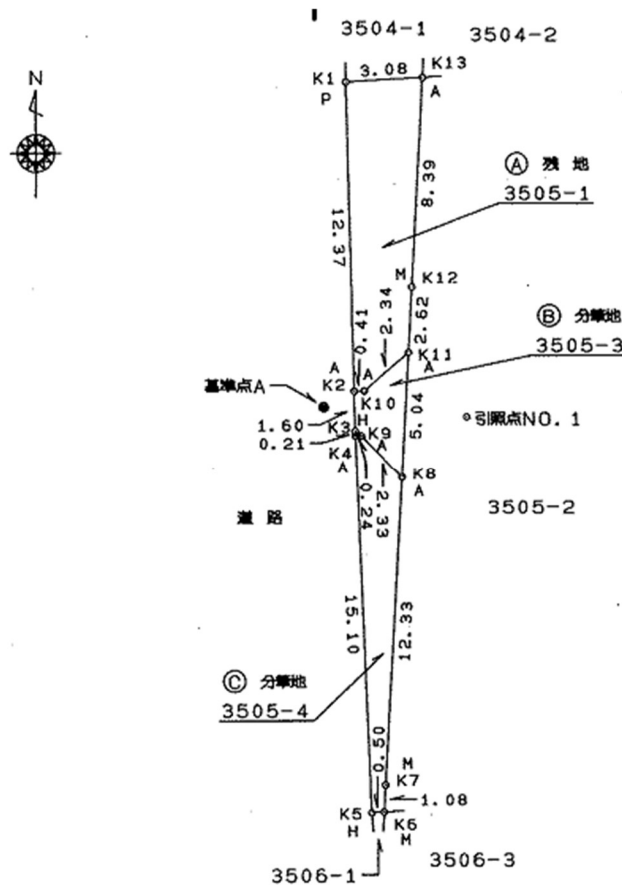 3504-1
3504-2
N
K1
3.08
K13
P
A
Ⓐ 残地
3505-1
8.39
12.37
M
K12
2.34
0.41
2.62
Ⓑ 分筆地
3505-3
K11
A
A
A
K2
K10
基準点A
5.04
引照点NO.1
1.60
H
K3
K9
0.21
K4
A
A
K8
A
0.24
2.33
道路
3505-2
15.10
12.33
Ⓒ 分筆地
3505-4
0.50
M
K7
1.08
K5
K6
H
M
3506-1
3506-3